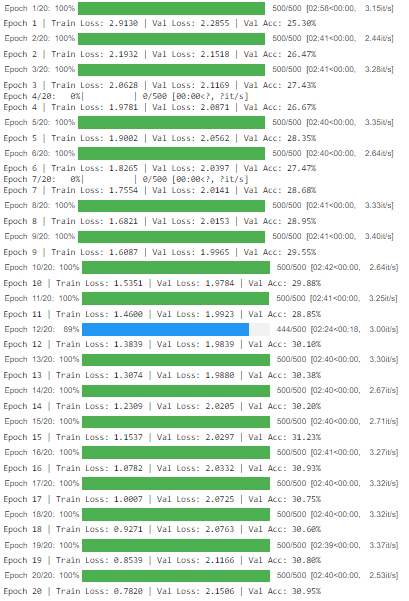 Epoch 1/20: 100% 500/500 [02:58<00:00, 3.15it/s]
Epoch 1 | Train Loss: 2.9130 | Val Loss: 2.2855 | Val Acc: 25.30%
Epoch 2/20: 100% 500/500 [02:41<00:00, 2.44it/s]
Epoch 2 | Train Loss: 2.1932 | Val Loss: 2.1518 | Val Acc: 26.47%
Epoch 3/20: 100% 500/500 [02:41<00:00, 3.28it/s]
Epoch 3 | Train Loss: 2.0628 | Val Loss: 2.1169 | Val Acc: 27.43%
Epoch 4/20: 0%| | 0/500 [00:00<?, ?it/s]
Epoch 4 | Train Loss: 1.9781 | Val Loss: 2.0871 | Val Acc: 26.67%
Epoch 5/20: 100% 500/500 [02:40<00:00, 3.35it/s]
Epoch 5 | Train Loss: 1.9002 | Val Loss: 2.0562 | Val Acc: 28.35%
Epoch 6/20: 100% 500/500 [02:40<00:00, 2.64it/s]
Epoch 6 | Train Loss: 1.8265 | Val Loss: 2.0397 | Val Acc: 27.47%
Epoch 7/20: 0%| | 0/500 [00:00<?, ?it/s]
Epoch 7 | Train Loss: 1.7554 | Val Loss: 2.0141 | Val Acc: 28.68%
Epoch 8/20: 100% 500/500 [02:41<00:00, 3.33it/s]
Epoch 8 | Train Loss: 1.6821 | Val Loss: 2.0153 | Val Acc: 28.95%
Epoch 9/20: 100% 500/500 [02:41<00:00, 3.40it/s]
Epoch 9 | Train Loss: 1.6087 | Val Loss: 1.9965 | Val Acc: 29.55%
Epoch 10/20: 100% 500/500 [02:42<00:00, 2.64it/s]
Epoch 10 | Train Loss: 1.5351 | Val Loss: 1.9784 | Val Acc: 29.88%
Epoch 11/20: 100% 500/500 [02:41<00:00, 3.25it/s]
Epoch 11 | Train Loss: 1.4600 | Val Loss: 1.9923 | Val Acc: 28.85%
Epoch 12/20: 89% 444/500 [02:24<00:18, 3.00it/s]
Epoch 12 | Train Loss: 1.3839 | Val Loss: 1.9839 | Val Acc: 30.10%
Epoch 13/20: 100% 500/500 [02:40<00:00, 3.30it/s]
Epoch 13 | Train Loss: 1.3074 | Val Loss: 1.9880 | Val Acc: 30.38%
Epoch 14/20: 100% 500/500 [02:40<00:00, 2.67it/s]
Epoch 14 | Train Loss: 1.2309 | Val Loss: 2.0205 | Val Acc: 30.20%
Epoch 15/20: 100% 500/500 [02:40<00:00, 2.71it/s]
Epoch 15 | Train Loss: 1.1537 | Val Loss: 2.0297 | Val Acc: 31.23%
Epoch 16/20: 100% 500/500 [02:41<00:00, 3.27it/s]
Epoch 16 | Train Loss: 1.0782 | Val Loss: 2.0332 | Val Acc: 30.93%
Epoch 17/20: 100% 500/500 [02:40<00:00, 3.32it/s]
Epoch 17 | Train Loss: 1.0007 | Val Loss: 2.0725 | Val Acc: 30.75%
Epoch 18/20: 100% 500/500 [02:40<00:00, 3.32it/s]
Epoch 18 | Train Loss: 0.9271 | Val Loss: 2.0763 | Val Acc: 30.60%
Epoch 19/20: 100% 500/500 [02:39<00:00, 3.37it/s]
Epoch 19 | Train Loss: 0.8539 | Val Loss: 2.1166 | Val Acc: 30.80%
Epoch 20/20: 100% 500/500 [02:40<00:00, 2.53it/s]
Epoch 20 | Train Loss: 0.7820 | Val Loss: 2.1506 | Val Acc: 30.95%